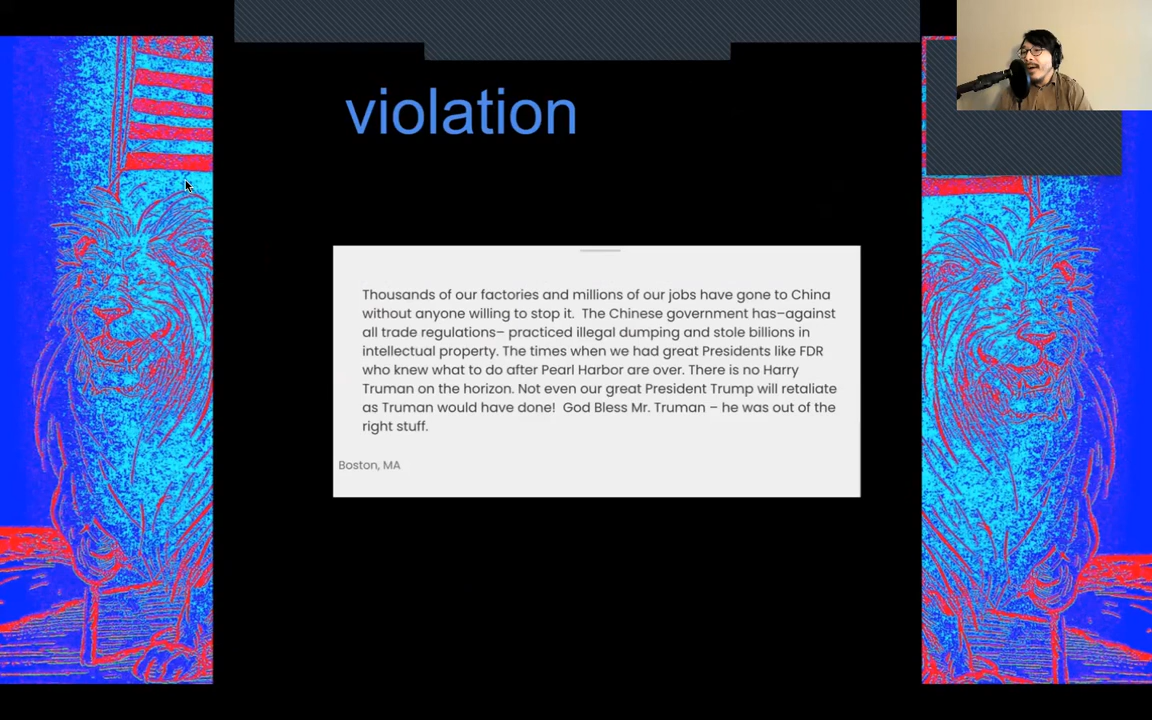 violation
Thousands of our factories and millions of our jobs have gone to China
without anyone willing to stop it.  The Chinese government has–against
all trade regulations– practiced illegal dumping and stole billions in
intellectual property. The times when we had great Presidents like FDR
who knew what to do after Pearl Harbor are over. There is no Harry
Truman on the horizon. Not even our great President Trump will retaliate
as Truman would have done!  God Bless Mr. Truman – he was out of the
right stuff.
Boston, MA